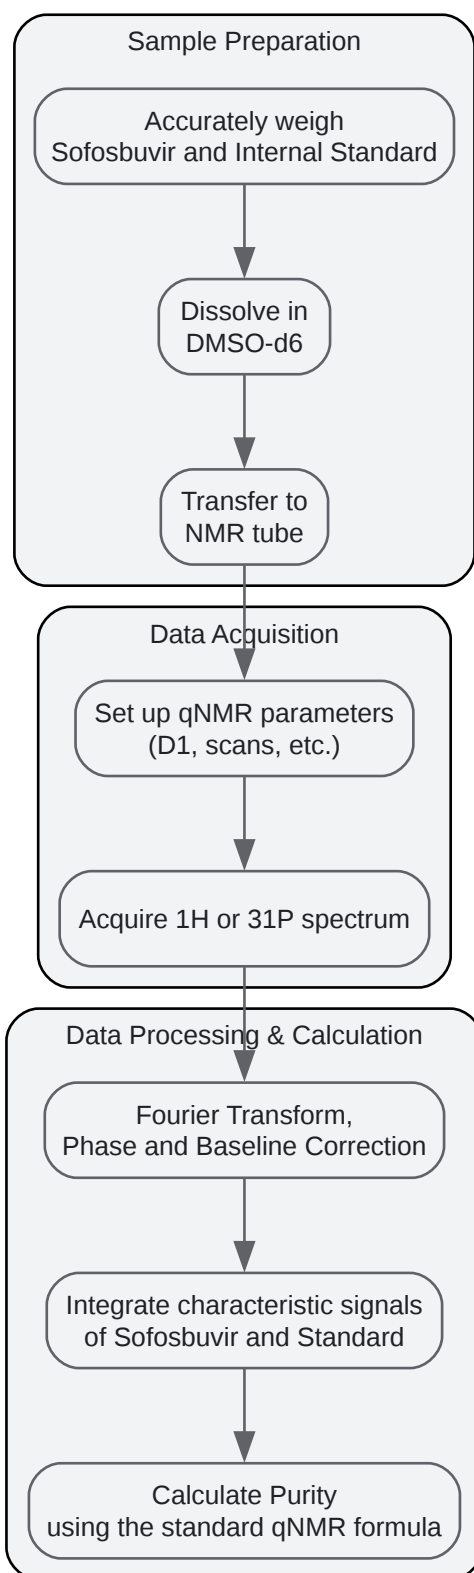 Sample Preparation
Accurately weigh
Sofosbuvir and Internal Standard
Dissolve in
DMSO-d6
Transfer to
NMR tube
Data Acquisition
Set up qNMR parameters
(D1, scans, etc.)
Acquire 1H or 31P spectrum
Data Processing & Calculation
Fourier Transform,
Phase and Baseline Correction
Integrate characteristic signals
of Sofosbuvir and Standard
Calculate Purity
using the standard qNMR formula